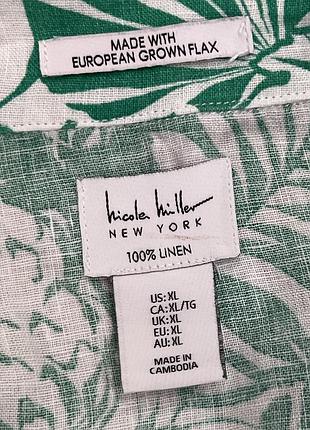 MADE WITH
EUROPEAN GROWN FLAX
Nicole Miller
NEW YORK
100% LINEN
US: XL
CA: XL/TG
UK: XL
EU: XL
AU: XL
MADE IN
CAMBODIA